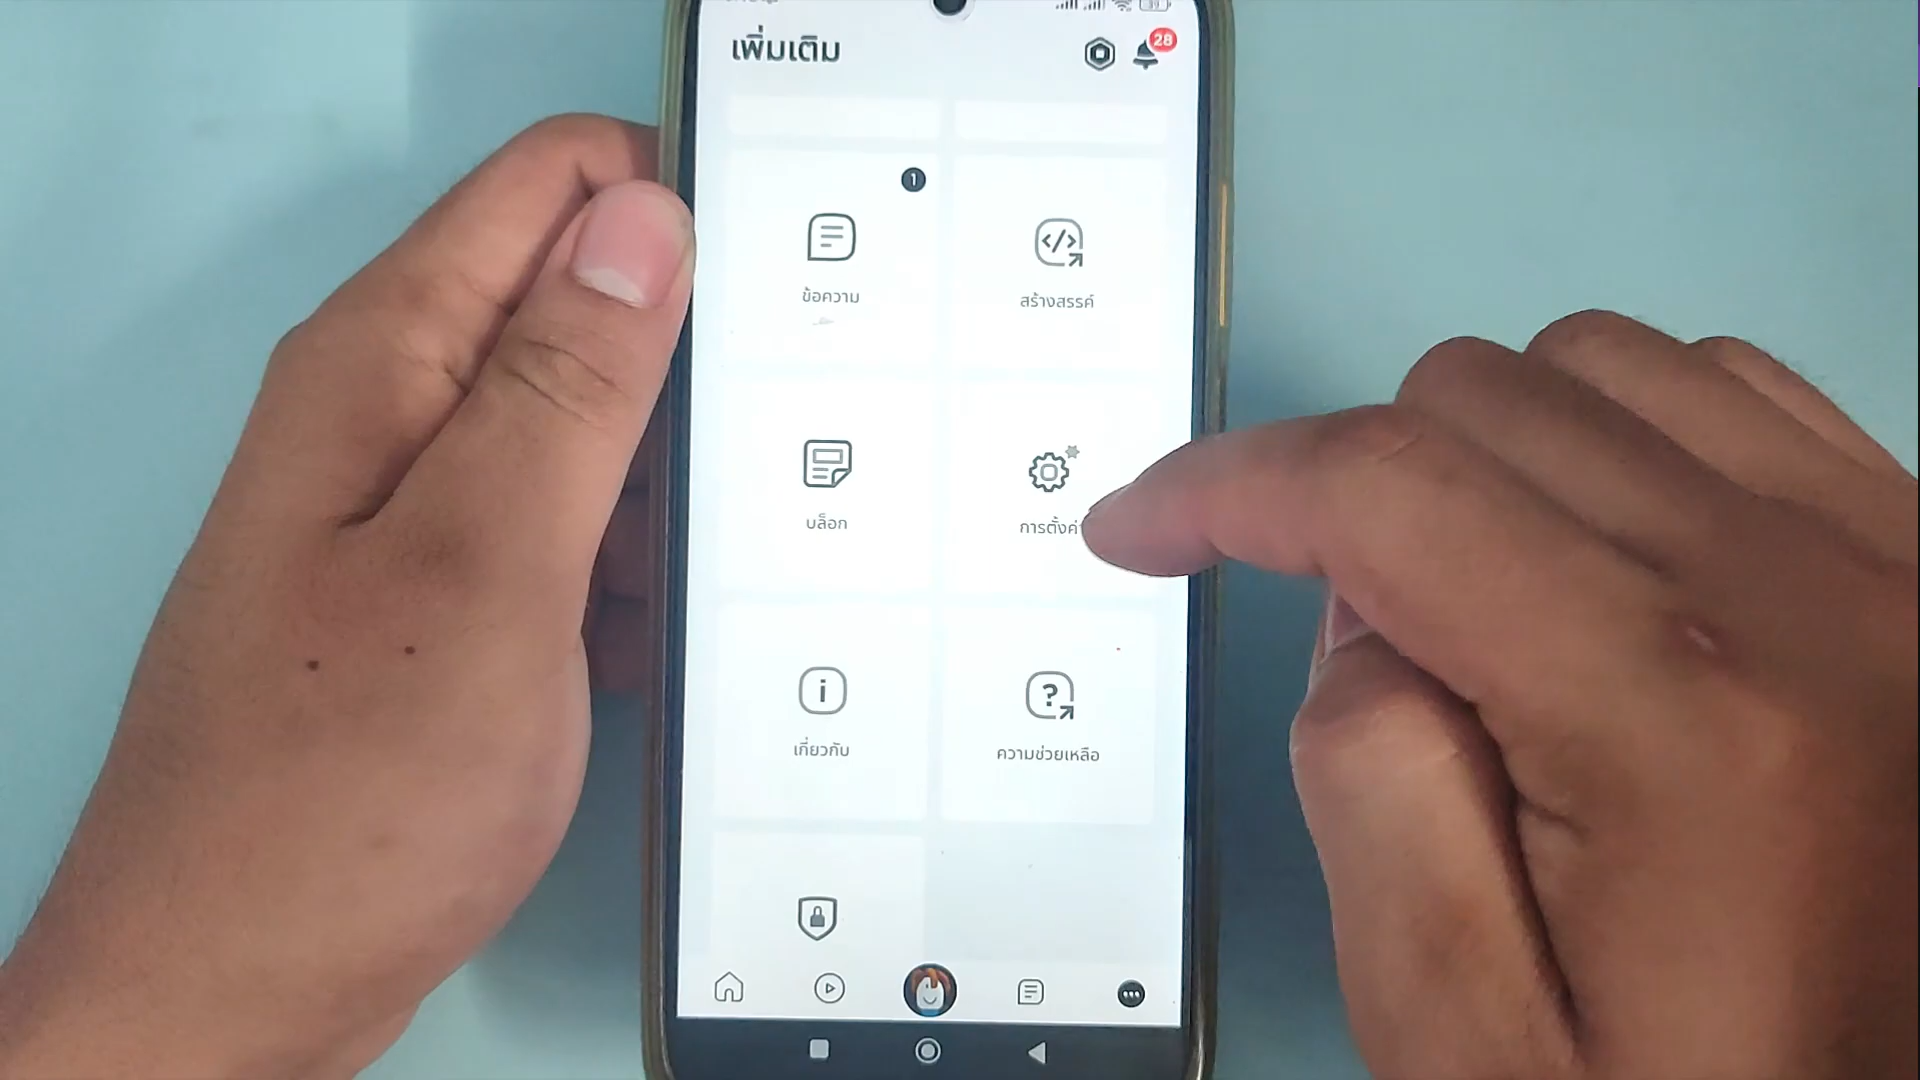 เพิ่มเติม
28
1
ข้อความ
สร้างสรรค์
บล็อก
การตั้งค่
เกี่ยวกับ
ความช่วยเหลือ